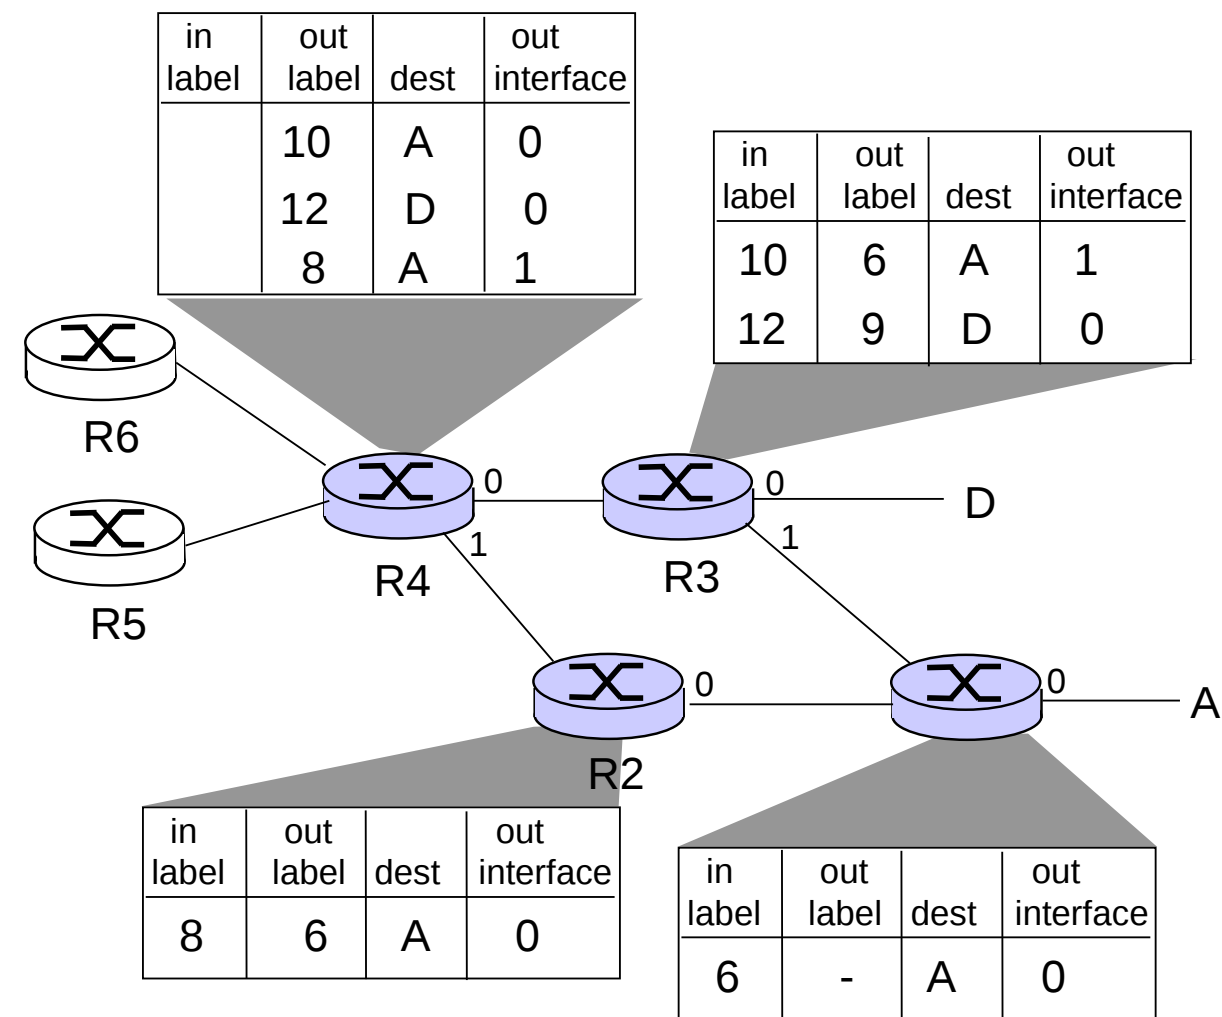 in out out
label label dest interface
10 A 0
12 D 0
8 A 1
in out out
label label dest interface
10 6 A 1
12 9 D 0
R6
R5
R4
0
1
R3
0
1
D
R2
0
0
A
in out out
label label dest interface
8 6 A 0
in out out
label label dest interface
6 - A 0